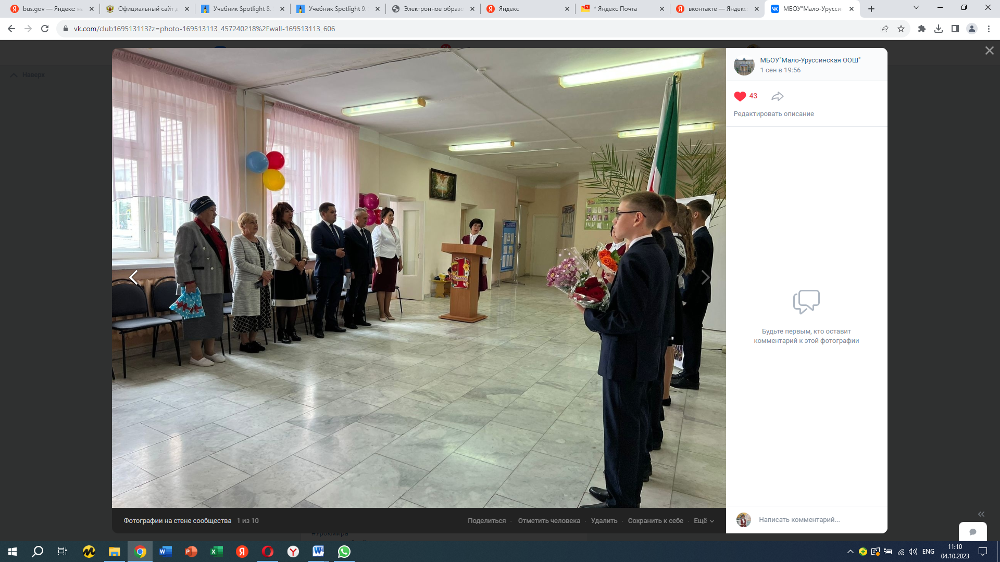 bus.gov — Яндекс: на
Официальный сайт д
Учебник Spotlight 8.
Учебник Spotlight 9.
Электронное образо
Яндекс
* Яндекс Почта
вконтакте — Яндекс
МБОУ"Мало-Уруссин
vk.com/club169513113?z=photo-169513113_457240218%2Fwall-169513113_606
Наверх
МБОУ"Мало-Уруссинская ООШ"
1 сен в 19:56
43
Редактировать описание
Будьте первым, кто оставит
комментарий к этой фотографии
Фотографии на стене сообщества 1 из 10
Поделиться · Отметить человека · Удалить · Сохранить к себе · Ещё
Написать комментарий...
#УрокМира
ENG
11:10
04.10.2023